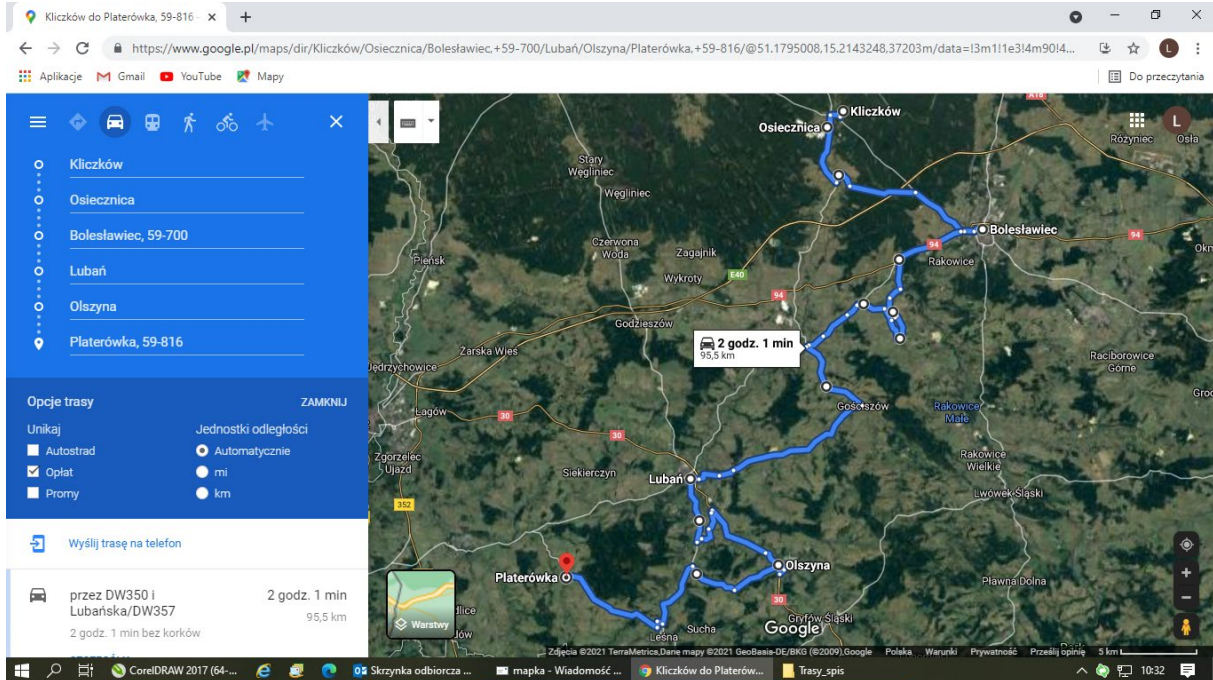 Kliczków do Platerówka, 59-816 -
https://www.google.pl/maps/dir/Kliczków/Osiecznica/Bolesławiec,+59-700/Lubań/Olszyna/Platerówka,+59-816/@51.1795008,15.2143248,37203m/data=!3m1!1e3!4m90!4...
L
Aplikacje
Gmail
YouTube
Mapy
Do przeczytania
Kliczków
Osiecznica
Bolesławiec, 59-700
Lubań
Olszyna
Platerówka, 59-816
Opcje trasy
ZAMKNIJ
Unikaj
Jednostki odległości
Autostrad
Automatycznie
Opłat
mi
Promy
km
Wyślij trasę na telefon
przez DW350 i
Lubańska/DW357
2 godz. 1 min
95,5 km
2 godz. 1 min bez korków
A18
Kliczków
L
Osiecznica
Różyniec
Osła
Stary
Węgliniec
Węgliniec
Bolesławiec
94
94
Okn
Czerwona
Woda
Zagajnik
Rakowice
Pieńsk
E40
Wykroty
94
Godzieszów
2 godz. 1 min
95,5 km
Żarska Wieś
Jędrzychowice
Raciborowice
Górne
Gościszów
Rakowice
Małe
Łagów
30
30
Zgorzelec
Ujazd
Rakowice
Wielkie
Siekierczyn
Lubań
Lwówek Śląski
352
Olszyna
Platerówka
Pławna Dolna
30
Gryfów Śląski
Warstwy
Sucha
Leśna
Google
Zdjęcia ©2021 TerraMetrics,Dane mapy ©2021 GeoBasis-DE/BKG (©2009),Google
Polska
Warunki
Prywatność
Prześlij opinię
5 km
CorelDRAW 2017 (64-...
Skrzynka odbiorcza ...
mapka - Wiadomość ...
Kliczków do Platerów...
Trasy_spis
10:32